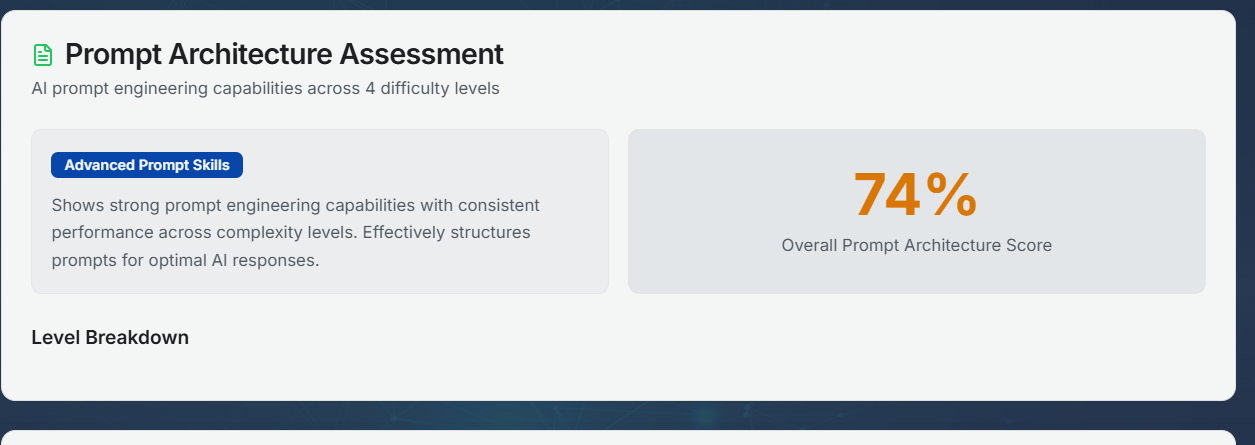 Prompt Architecture Assessment
AI prompt engineering capabilities across 4 difficulty levels
Advanced Prompt Skills
Shows strong prompt engineering capabilities with consistent
performance across complexity levels. Effectively structures
prompts for optimal AI responses.
74%
Overall Prompt Architecture Score
Level Breakdown